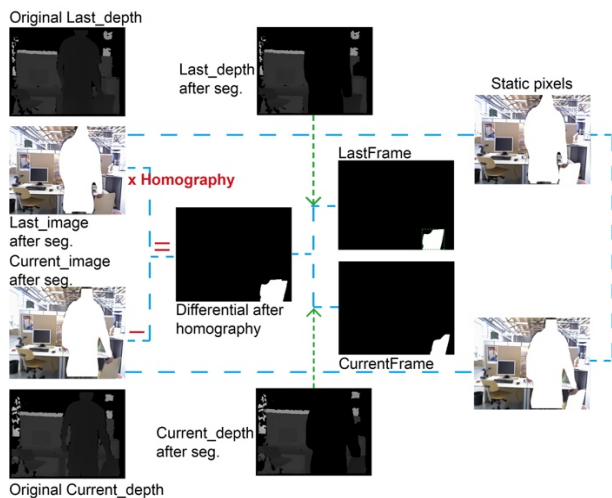 Original Last_depth
Last_depth
after seg.
Static pixels
LastFrame
x Homography
Last_image
after seg.
Current_image
after seg.
=
Differential after
homography
–
CurrentFrame
Current_depth
after seg.
Original Current_depth